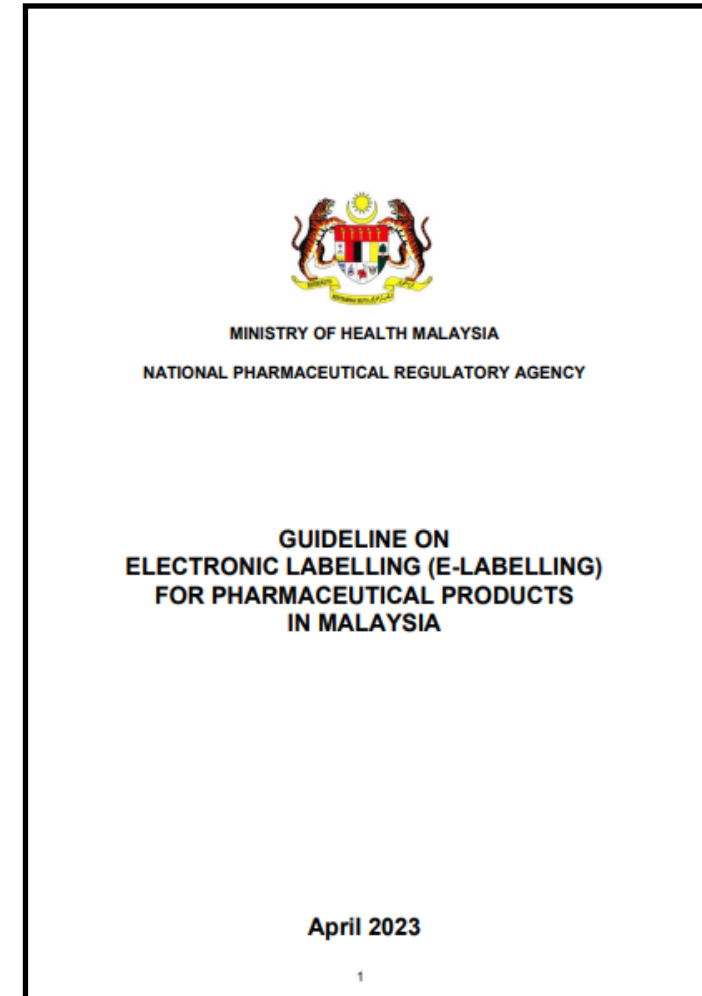 MINISTRY OF HEALTH MALAYSIA
NATIONAL PHARMACEUTICAL REGULATORY AGENCY
GUIDELINE ON
ELECTRONIC LABELLING (E-LABELLING)
FOR PHARMACEUTICAL PRODUCTS
IN MALAYSIA
April 2023
1